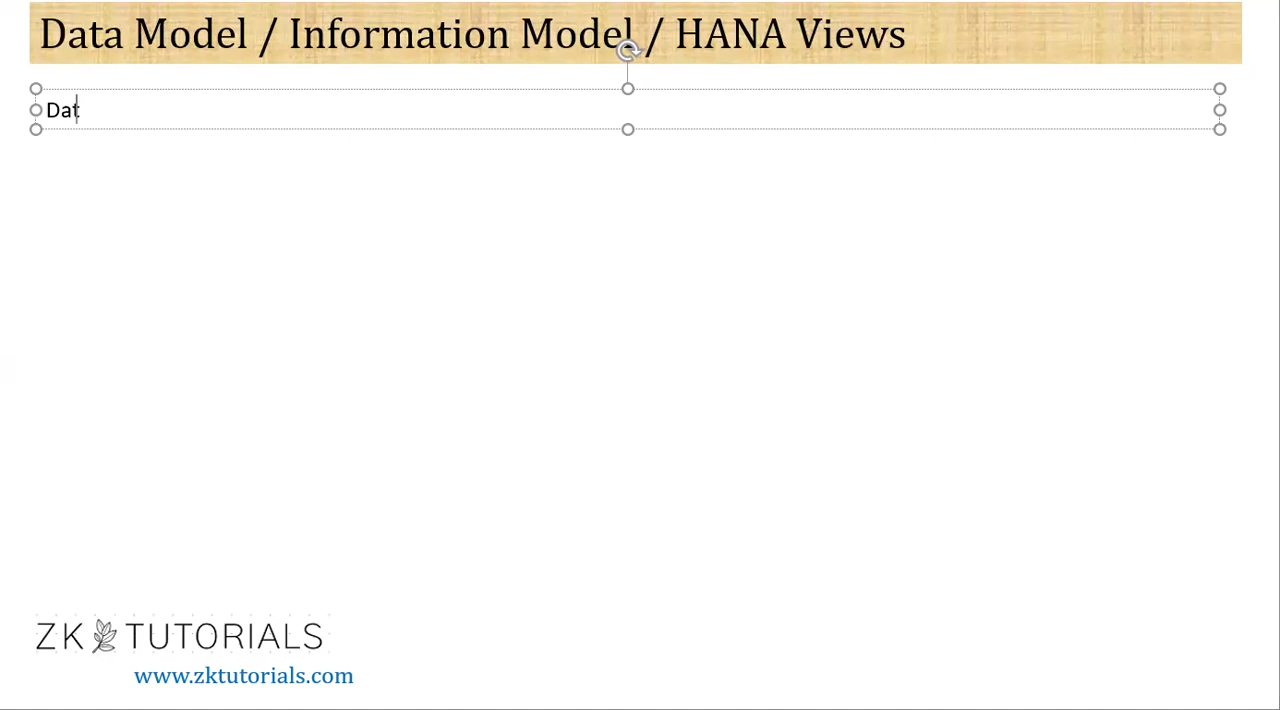 Data Model / Information Model / HANA Views
Dat
ZK TUTORIALS
www.zktutorials.com